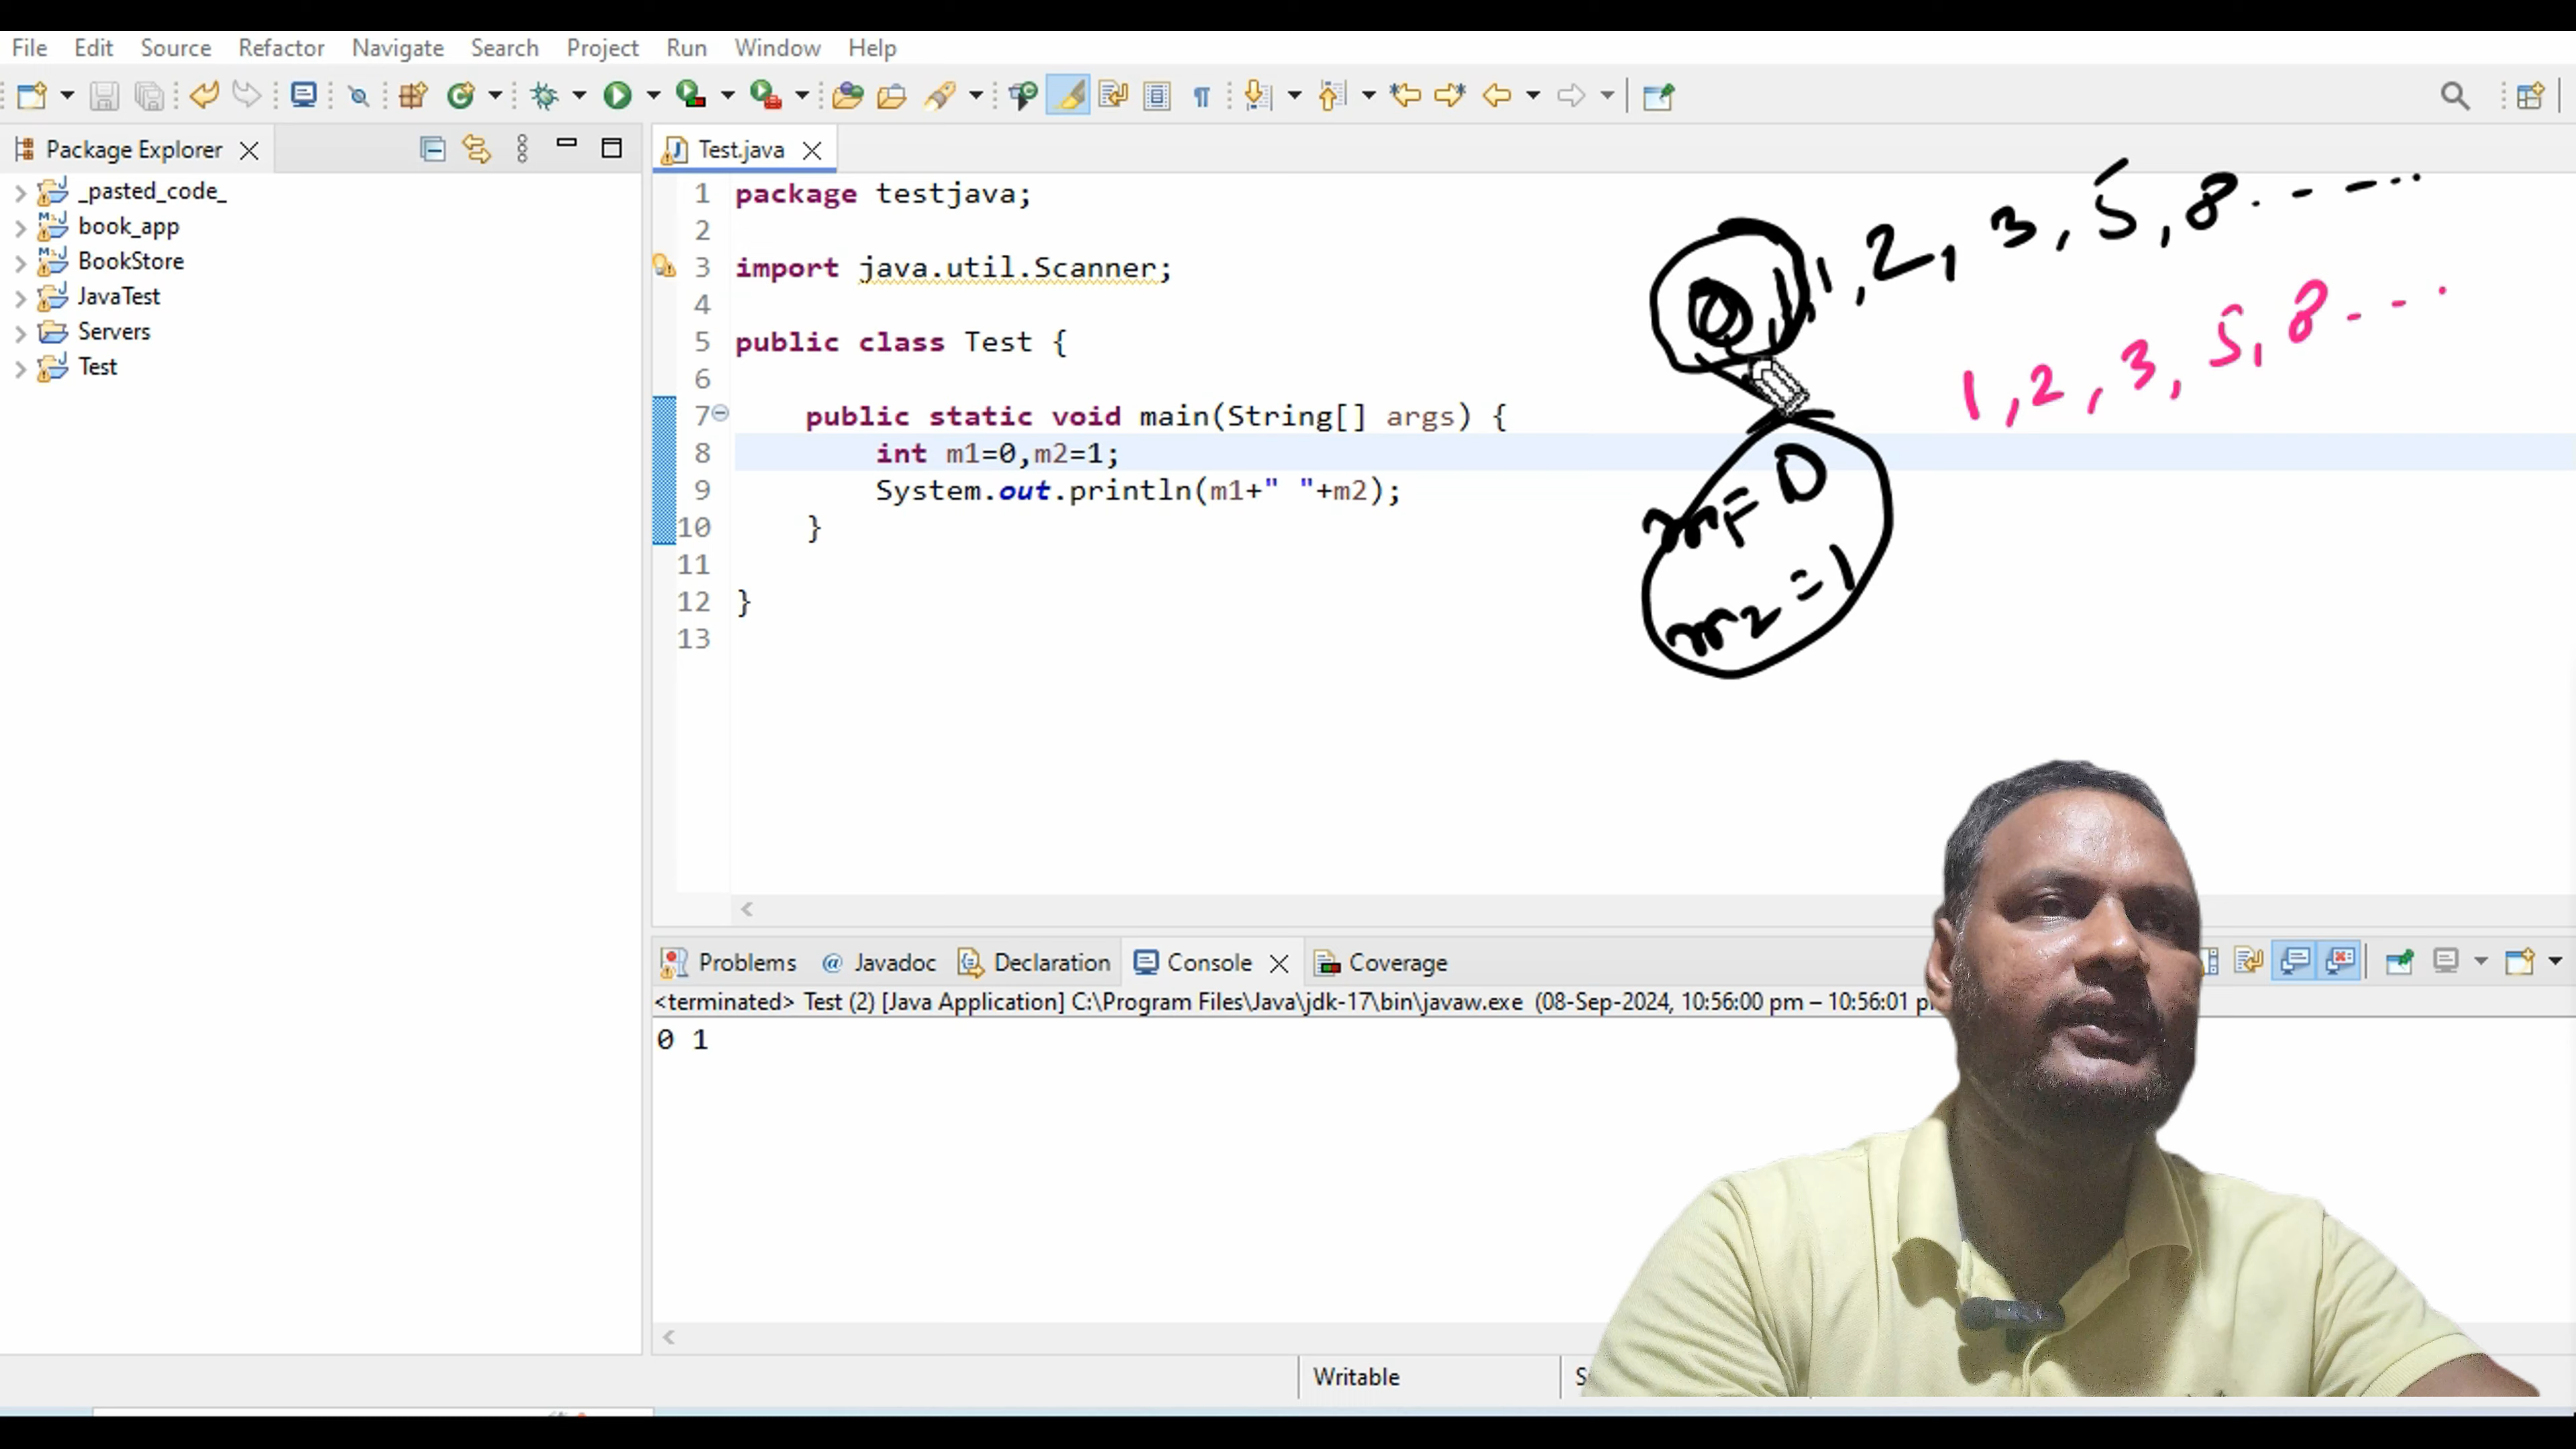 File Edit Source Refactor Navigate Search Project Run Window Help
Package Explorer
_pasted_code_
book_app
BookStore
JavaTest
Servers
Test
Test.java
1 package testjava;
2
3 import java.util.Scanner;
4
5 public class Test {
6
7 public static void main(String[] args) {
8 int m1=0,m2=1;
9 System.out.println(m1+" "+m2);
10 }
11
12 }
13
0, 1, 1, 2, 3, 5, 8 . - - ...
1, 2, 3, 5, 8 - - .
= 0
m2 = 1
Problems @ Javadoc Declaration Console Coverage
<terminated> Test (2) [Java Application] C:\Program Files\Java\jdk-17\bin\javaw.exe (08-Sep-2024, 10:56:00 pm – 10:56:01 p
0 1
Writable